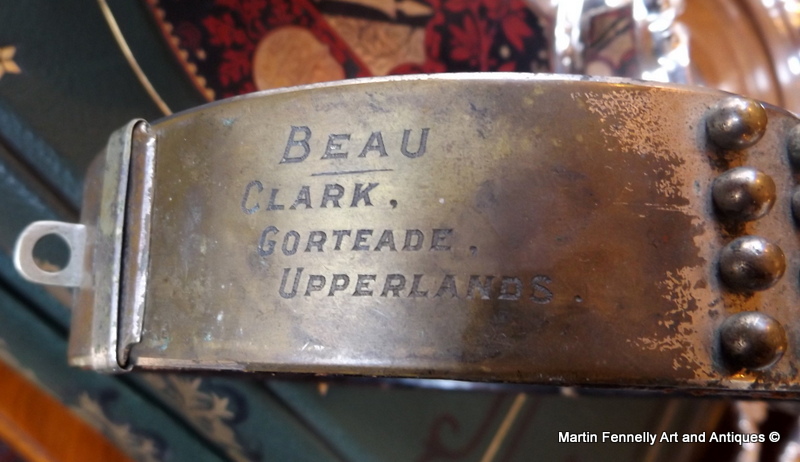 BEAU
CLARK,
GORTEADE,
UPPERLANDS.
Martin Fennelly Art and Antiques ©